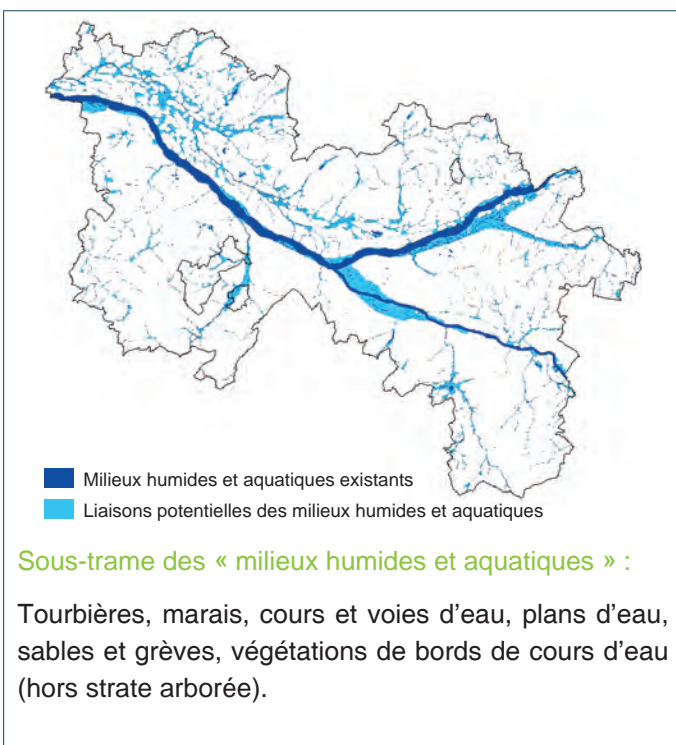 Milieux humides et aquatiques existants
Liaisons potentielles des milieux humides et aquatiques
Sous-trame des « milieux humides et aquatiques » :
Tourbières, marais, cours et voies d'eau, plans d'eau,
sables et grèves, végétations de bords de cours d'eau
(hors strate arborée).